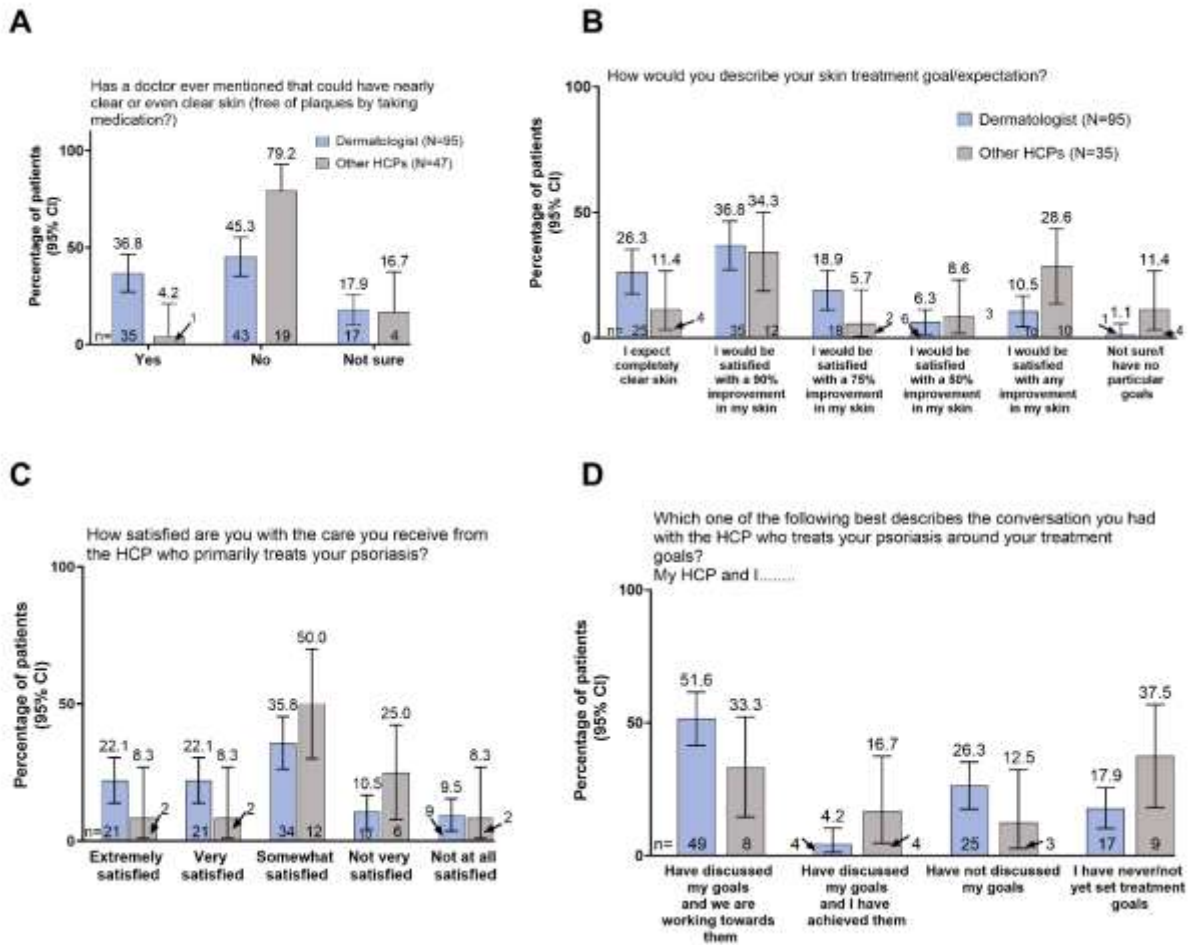 A
Has a doctor ever mentioned that could have nearly
clear or even clear skin (free of plaques by taking
medication?)
Dermatologist (N=95)
Other HCPs (N=47)
Percentage of patients
(95% CI)
100
50
0
36.8
4.2
45.3
79.2
17.9
16.7
n= 35
1
43
19
17
4
Yes
No
Not sure
B
How would you describe your skin treatment goal/expectation?
Dermatologist (N=95)
Other HCPs (N=35)
Percentage of patients
(95% CI)
100
50
0
26.3
11.4
36.8
34.3
18.9
5.7
6.3
8.6
10.5
28.6
1.1
11.4
n= 25
4
35
12
18
2
6
3
10
10
1
4
I expect
completely
clear skin
I would be
satisfied
with a 90%
improvement
in my skin
I would be
satisfied
with a 75%
improvement
in my skin
I would be
satisfied
with a 50%
improvement
in my skin
I would be
satisfied
with any
improvement
in my skin
Not sure/I
have no
particular
goals
C
How satisfied are you with the care you receive from
the HCP who primarily treats your psoriasis?
Percentage of patients
(95% CI)
100
50
0
22.1
8.3
22.1
8.3
35.8
50.0
10.5
25.0
9.5
8.3
n= 21
2
21
2
34
12
6
9
2
Extremely
satisfied
Very
satisfied
Somewhat
satisfied
Not very
satisfied
Not at all
satisfied
D
Which one of the following best describes the conversation you had
with the HCP who treats your psoriasis around your treatment
goals?
My HCP and I........
Percentage of patients
(95% CI)
100
50
0
51.6
33.3
4.2
16.7
26.3
12.5
17.9
37.5
n= 49
8
4
4
25
3
17
9
Have discussed
my goals
and we are
working towards
them
Have discussed
my goals
and I have
achieved them
Have not discussed
my goals
I have never/not
yet set treatment
goals